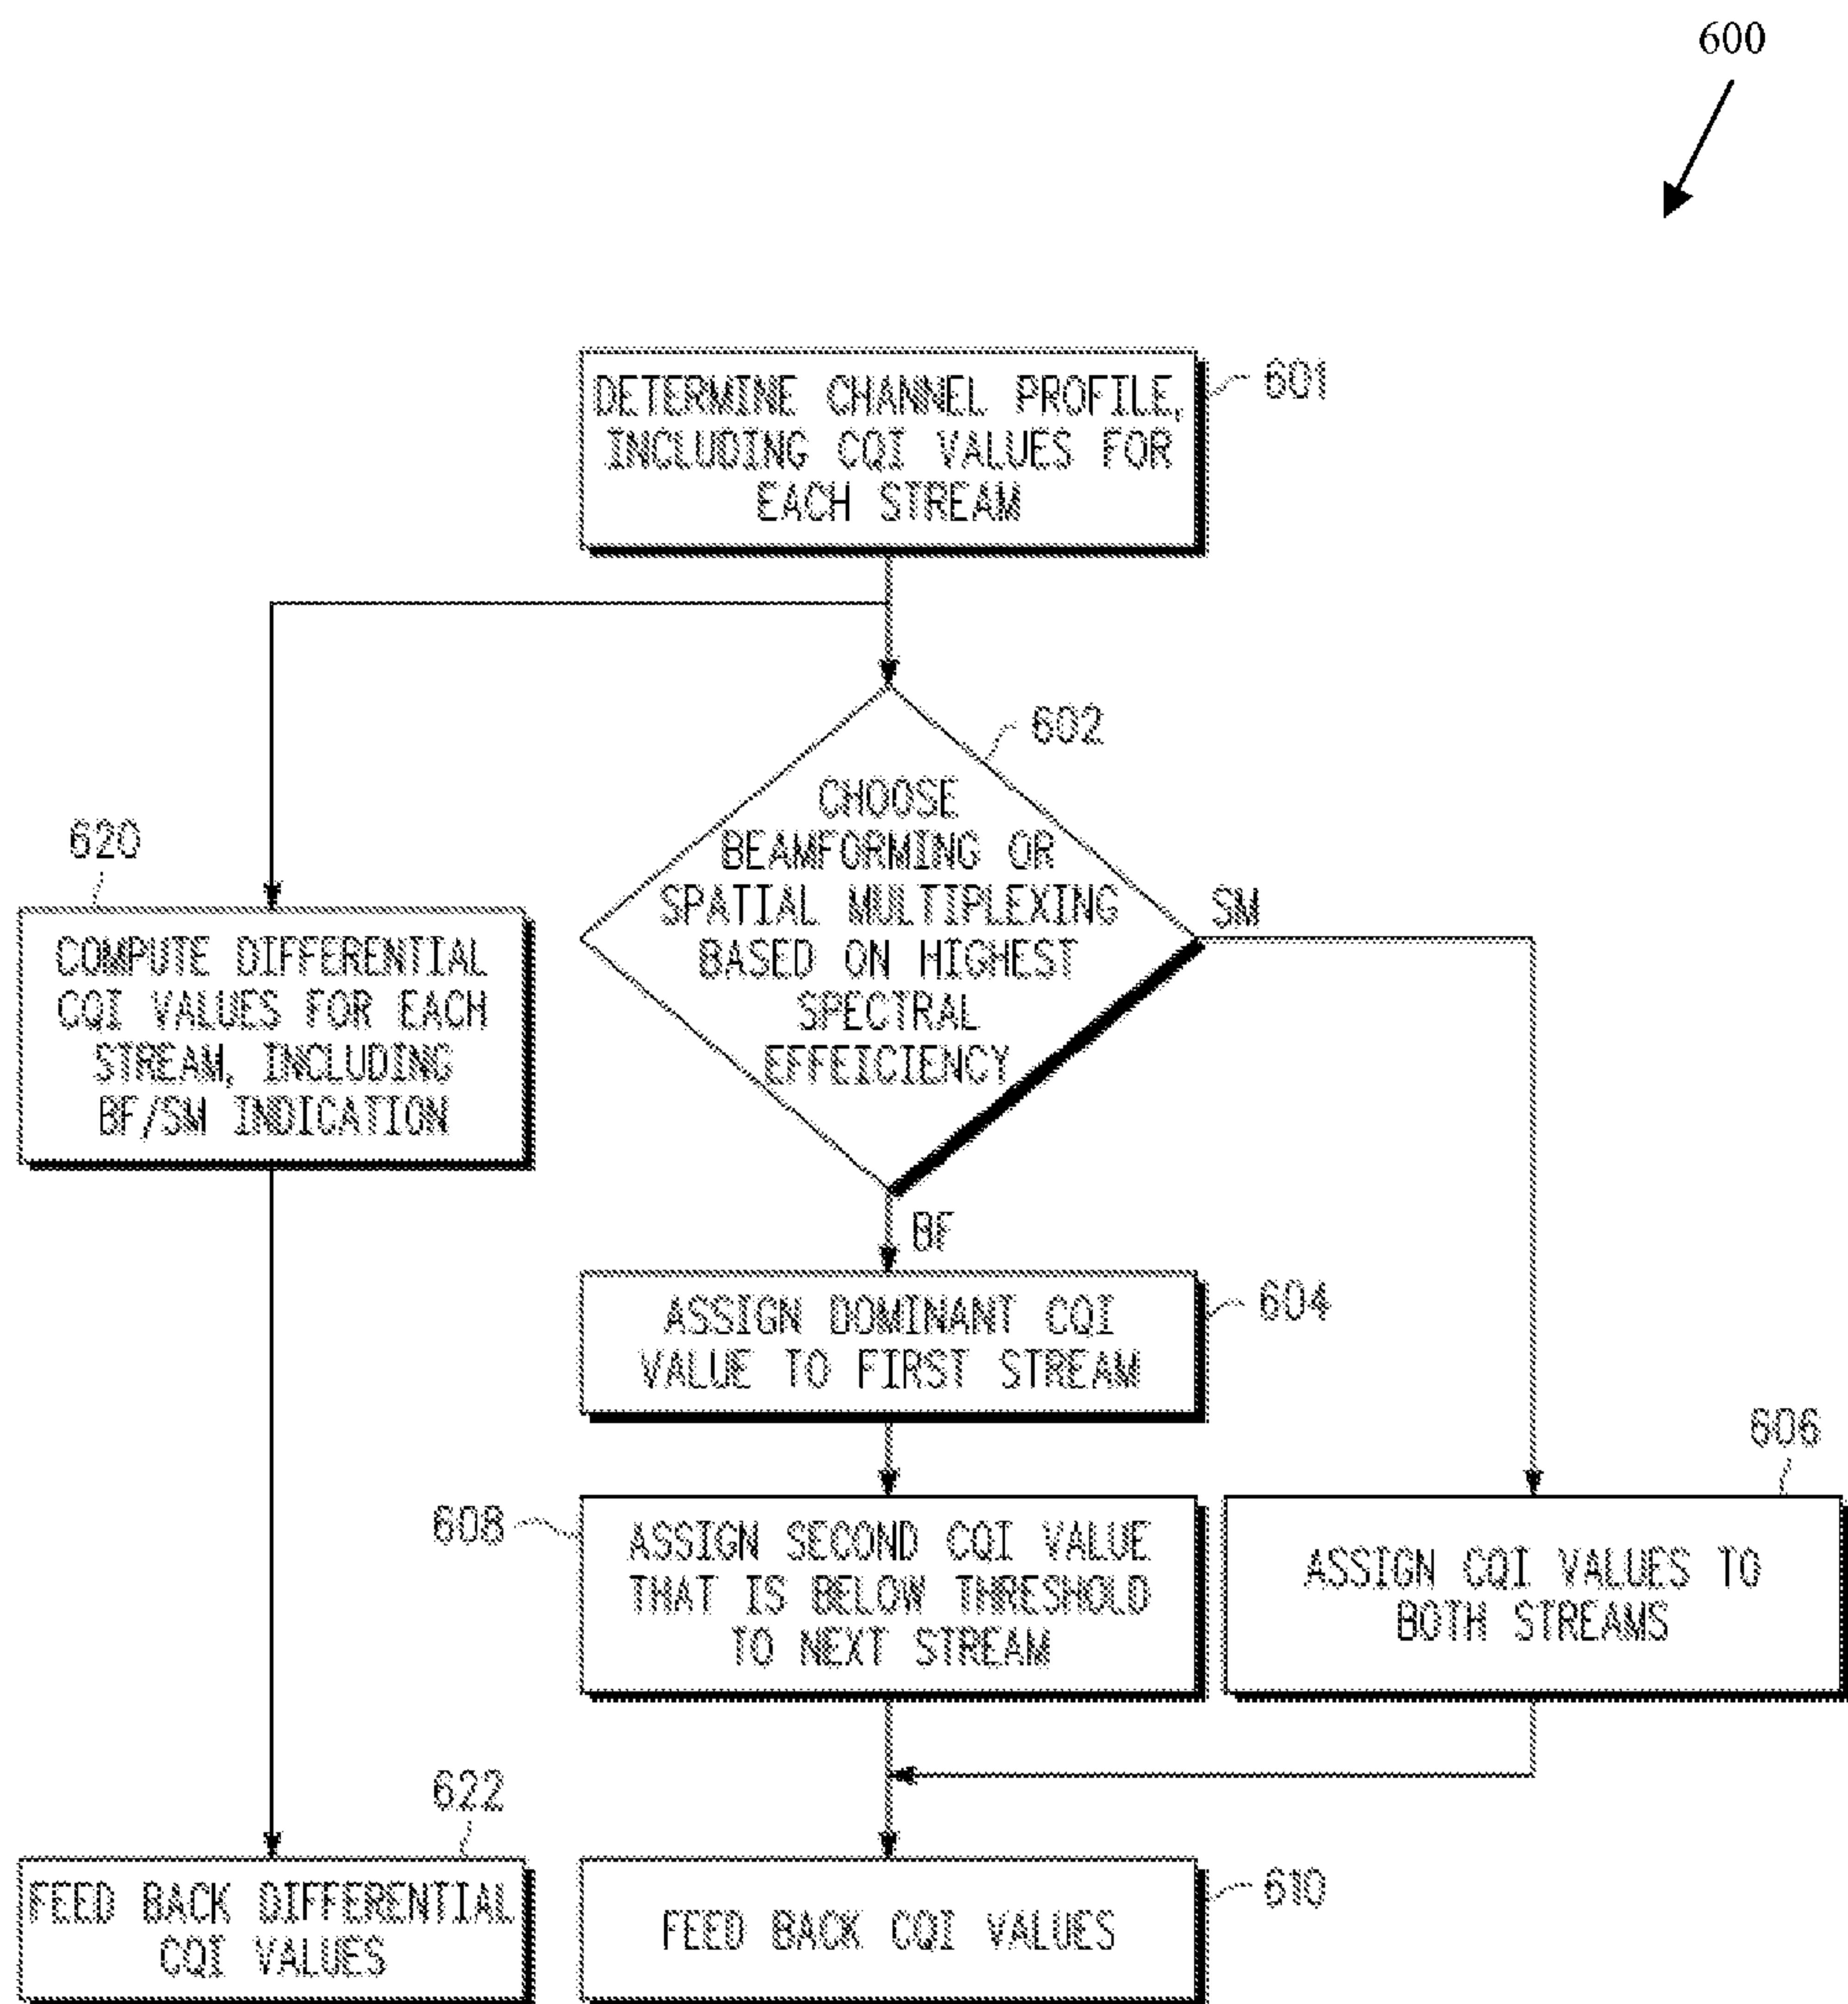 600
DETERMINE CHANNEL PROFILE,
INCLUDING CQI VALUES FOR
EACH STREAM
601
602
CHOOSE
BEAMFORMING OR
SPATIAL MULTIPLEXING
BASED ON HIGHEST
SPECTRAL
EFFEICIENCY
SM
BF
620
COMPUTE DIFFERENTIAL
CQI VALUES FOR EACH
STREAM, INCLUDING
BF/SM INDICATION
ASSIGN DOMINANT CQI
VALUE TO FIRST STREAM
604
606
608
ASSIGN SECOND CQI VALUE
THAT IS BELOW THRESHOLD
TO NEXT STREAM
ASSIGN CQI VALUES TO
BOTH STREAMS
622
FEED BACK DIFFERENTIAL
CQI VALUES
FEED BACK CQI VALUES
610